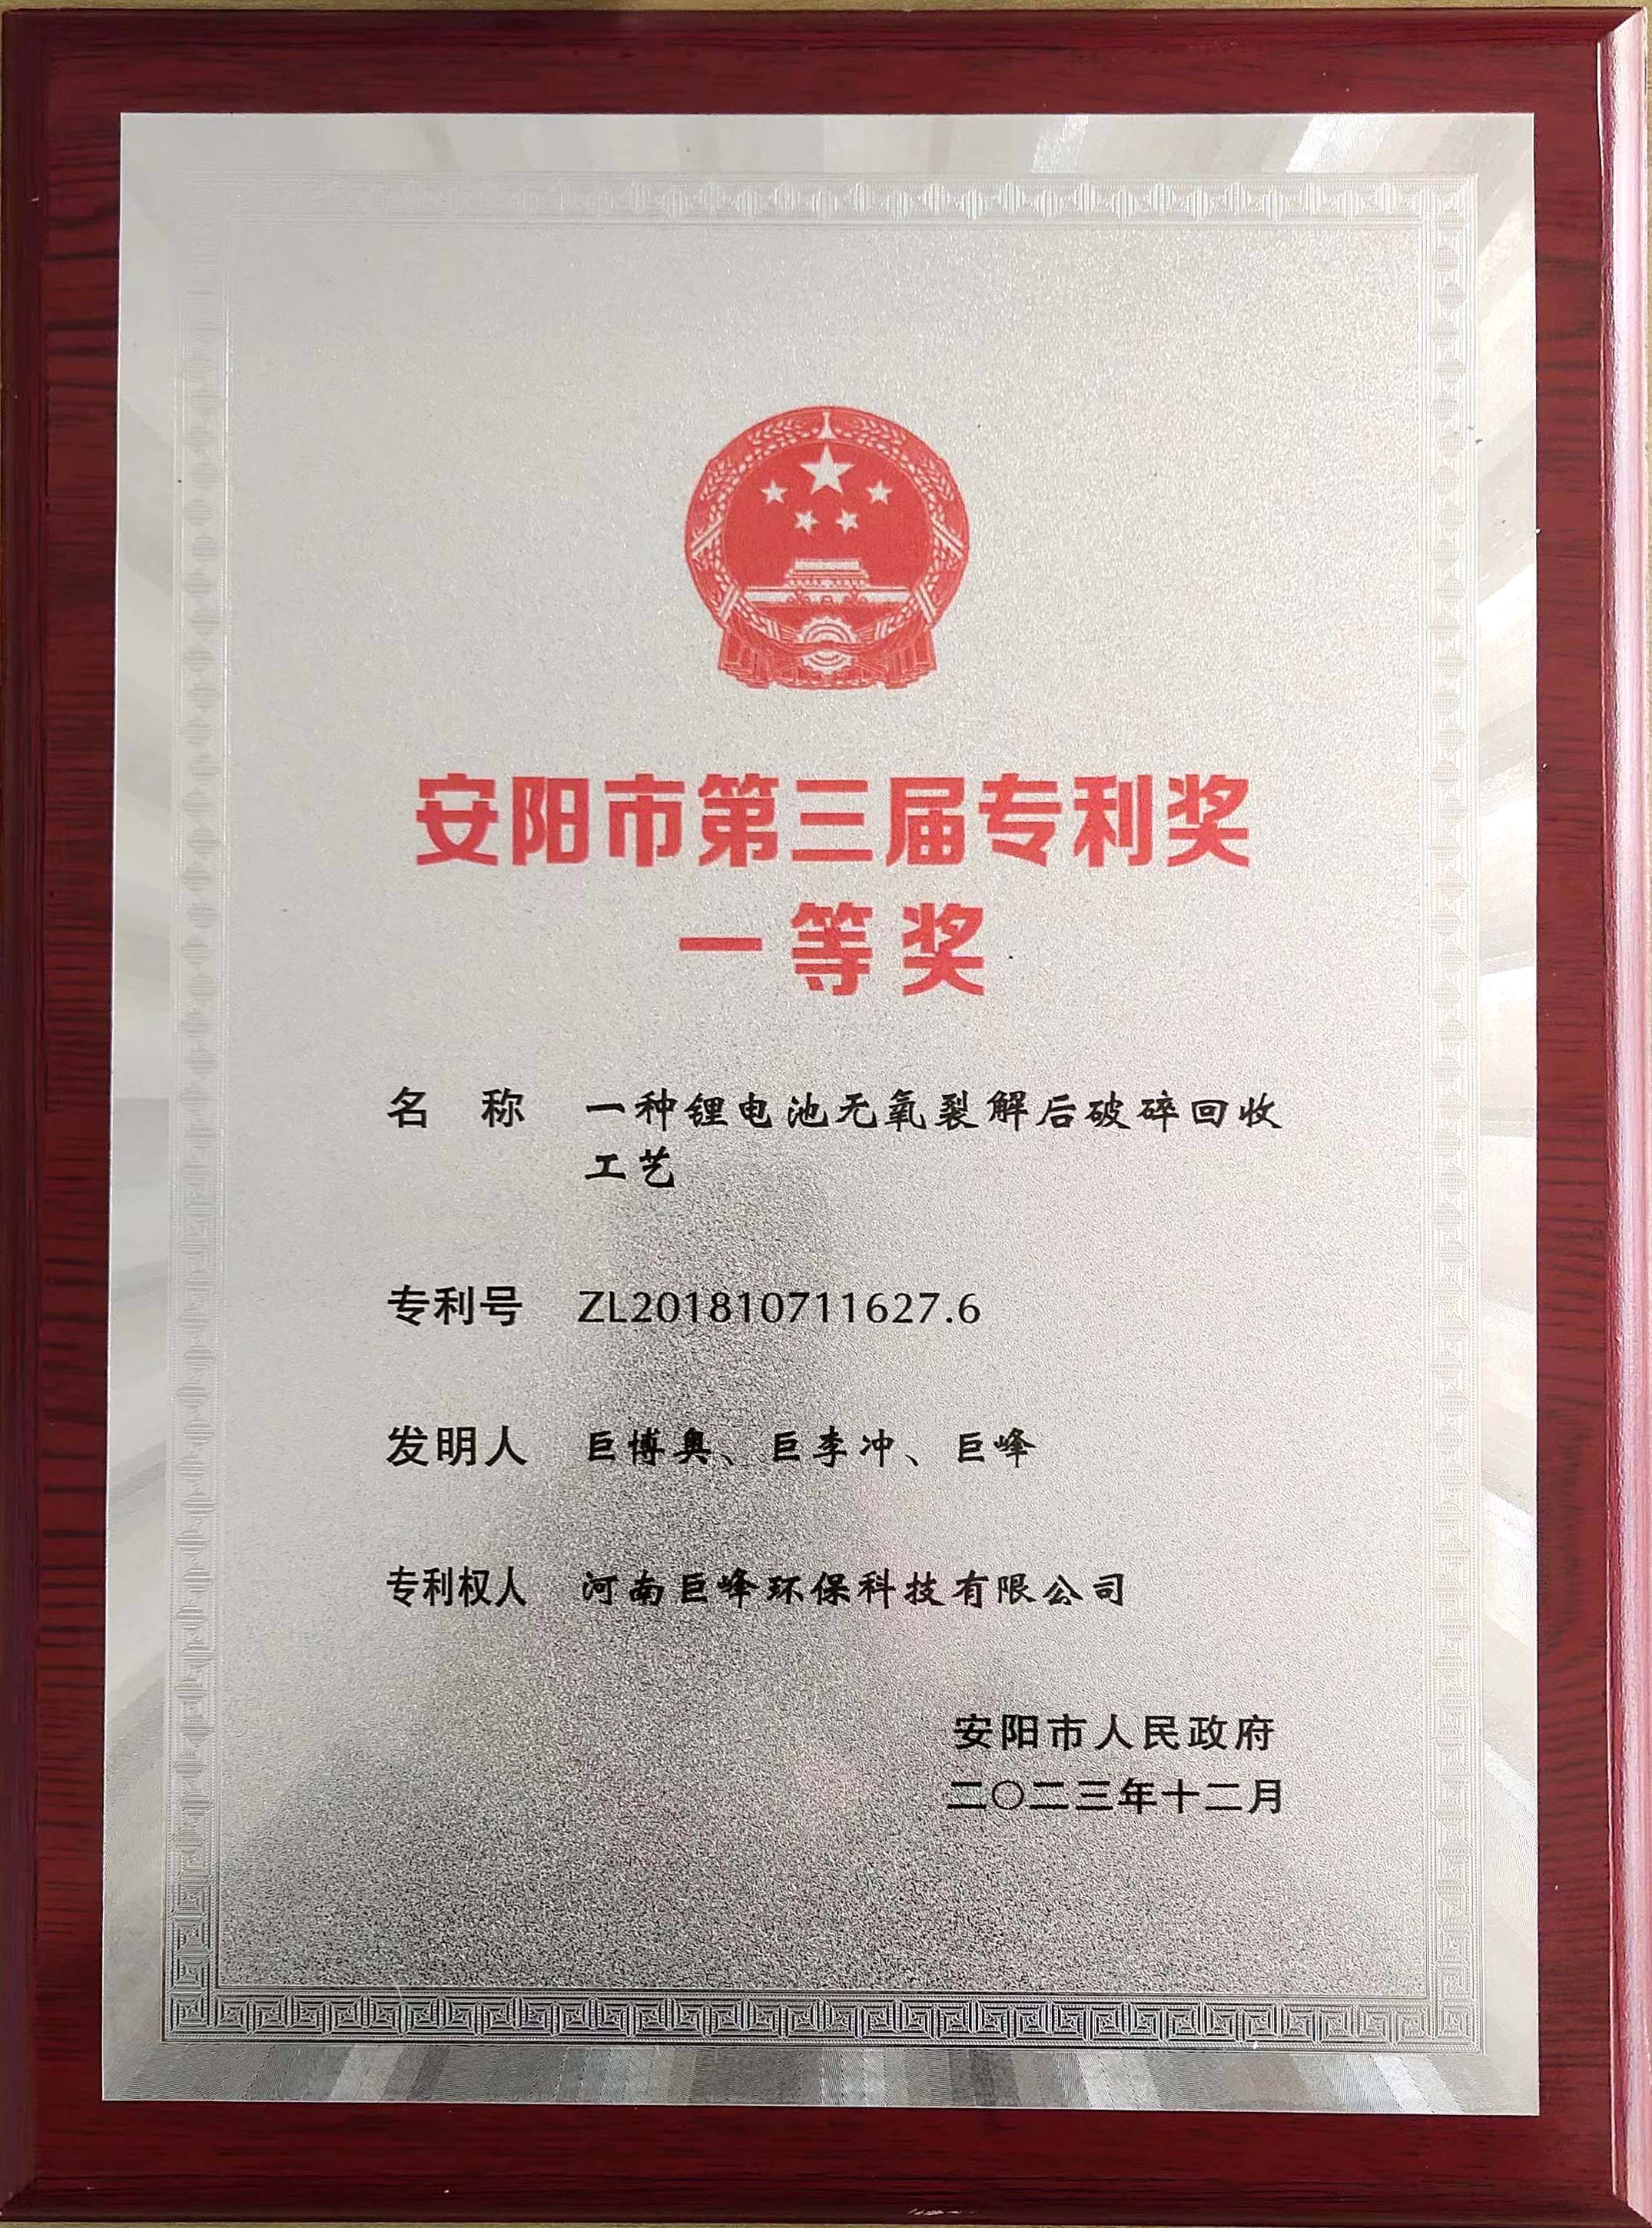 安阳市第三届专利奖
一等奖
名 称 一种锂电池无氧裂解后破碎回收
工艺
专利号 ZL201810711627.6
发明人 巨博奥、巨李冲、巨峰
专利权人 河南巨峰环保科技有限公司
安阳市人民政府
二〇二三年十二月